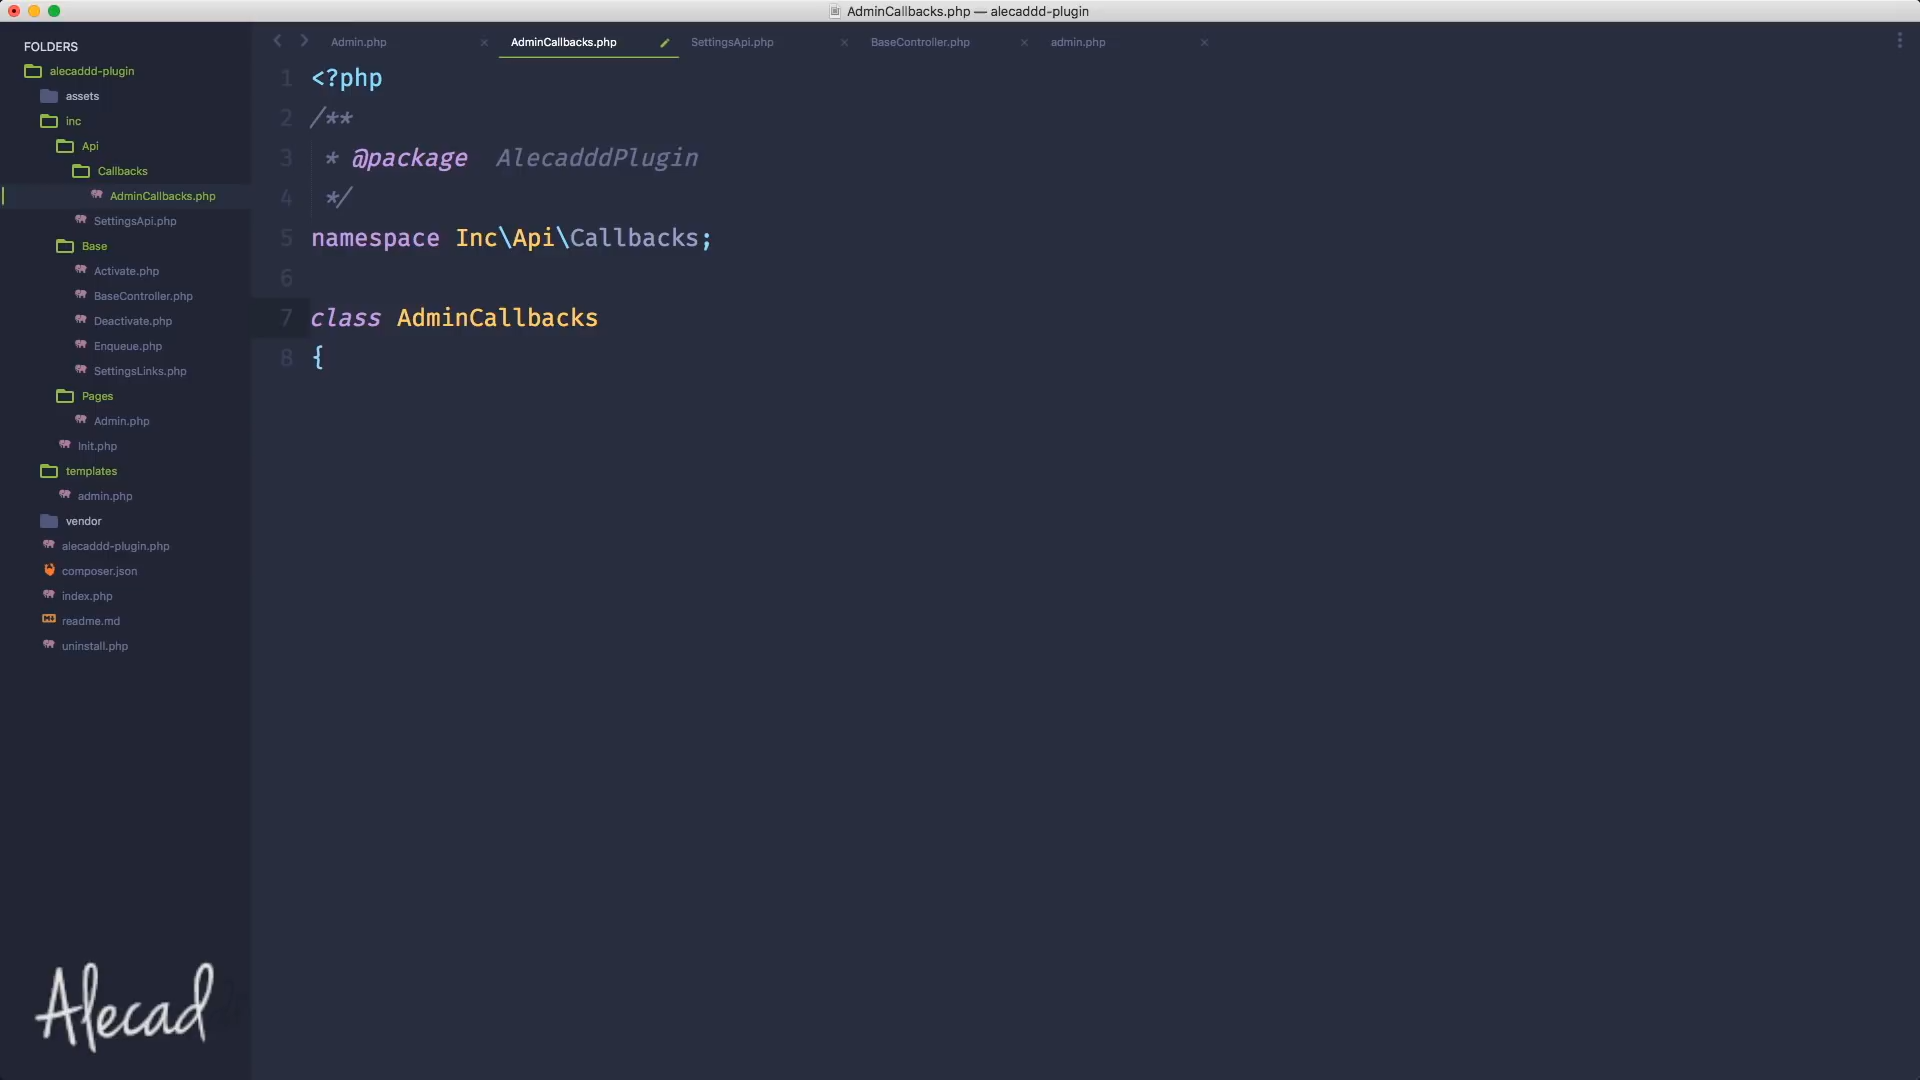 AdminCallbacks.php — alecaddd-plugin
FOLDERS
alecaddd-plugin
assets
inc
Api
Callbacks
AdminCallbacks.php
SettingsApi.php
Base
Activate.php
BaseController.php
Deactivate.php
Enqueue.php
SettingsLinks.php
Pages
Admin.php
Init.php
templates
admin.php
vendor
alecaddd-plugin.php
composer.json
index.php
readme.md
uninstall.php
Alecad
Admin.php
AdminCallbacks.php
SettingsApi.php
BaseController.php
admin.php
1 <?php
2 /**
3 * @package  AlecadddPlugin
4 */
5 namespace Inc\Api\Callbacks;
6
7 class AdminCallbacks
8 {